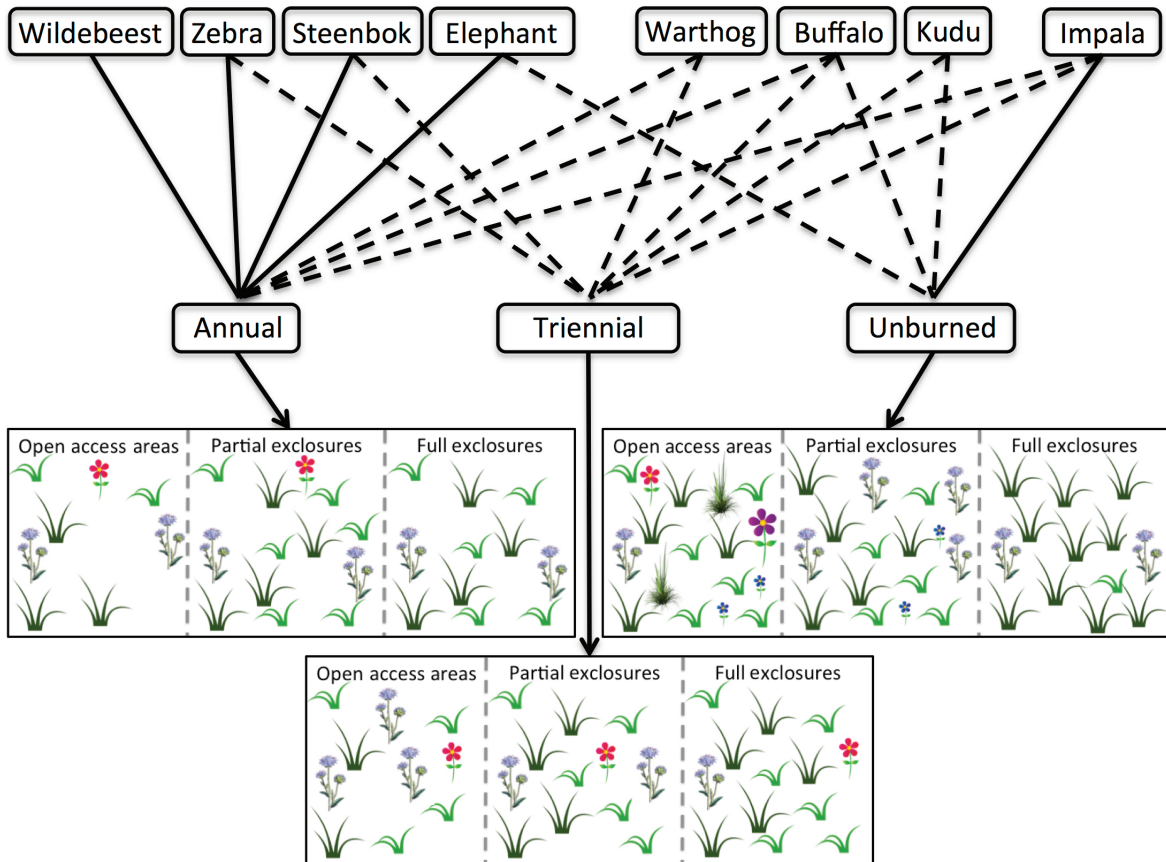 Wildebeest
Zebra
Steenbok
Elephant
Warthog
Buffalo
Kudu
Impala
Annual
Triennial
Unburned
Open access areas
Partial exclosures
Full exclosures
Open access areas
Partial exclosures
Full exclosures
Open access areas
Partial exclosures
Full exclosures